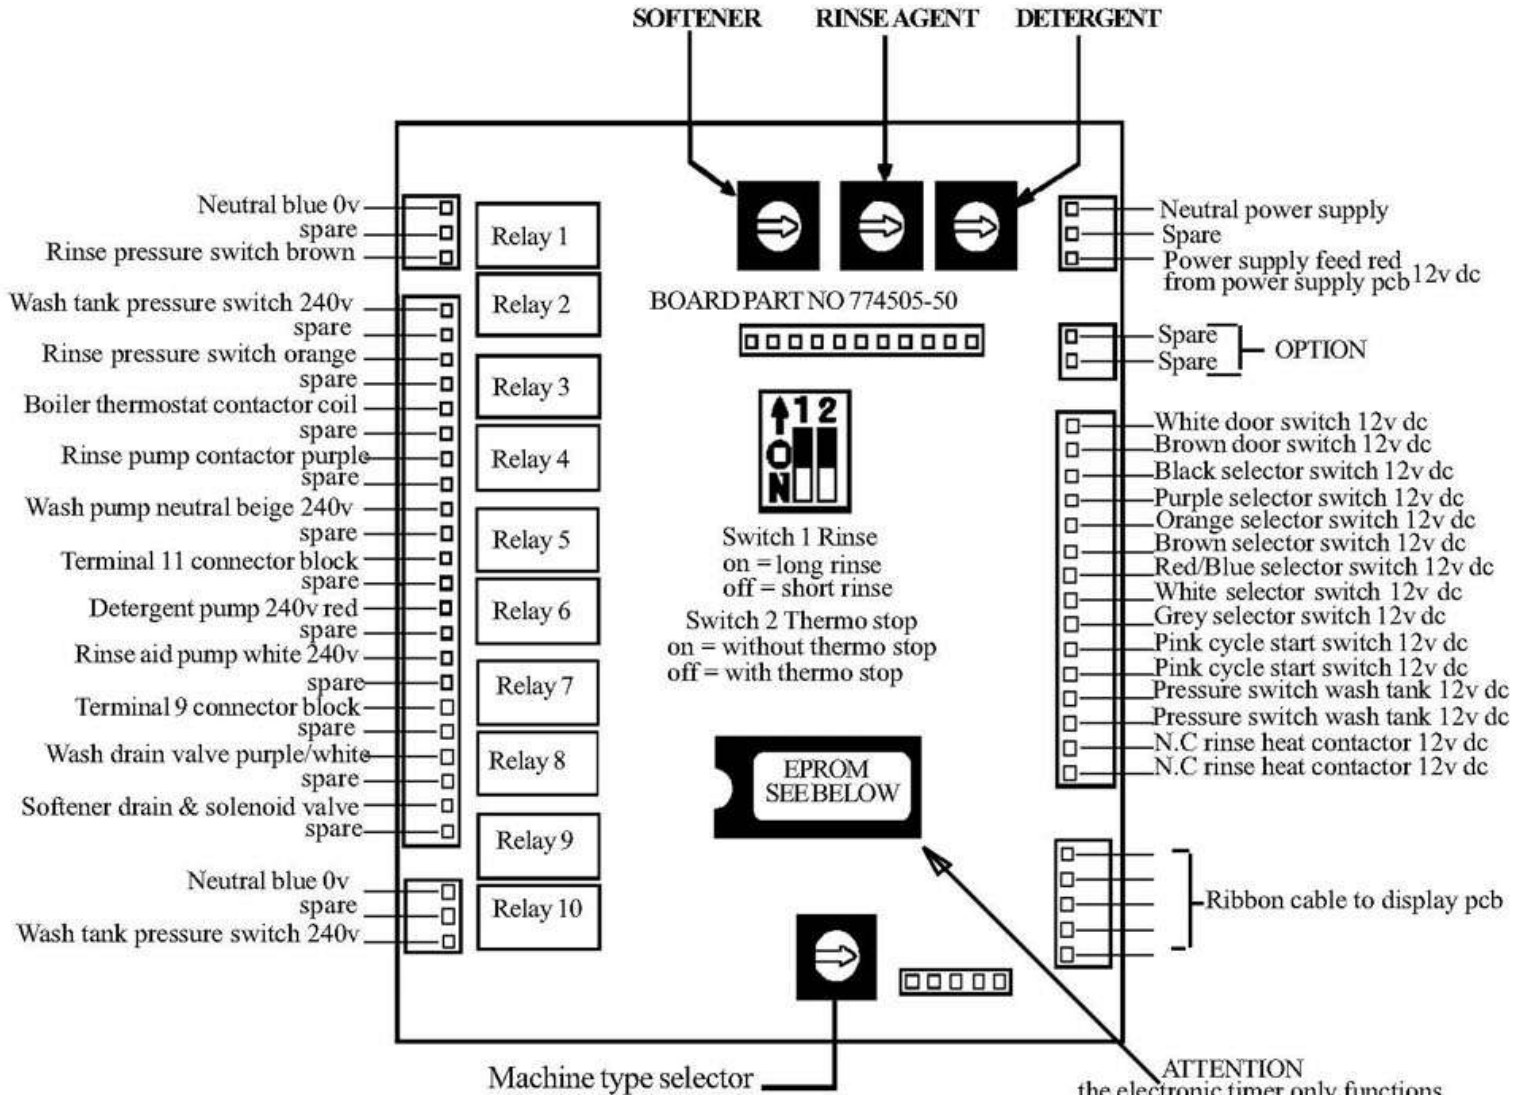 SOFTENER RINSE AGENT DETERGENT
Neutral blue 0v
spare
Rinse pressure switch brown
Wash tank pressure switch 240v
spare
Rinse pressure switch orange
spare
Boiler thermostat contactor coil
spare
Rinse pump contactor purple
spare
Wash pump neutral beige 240v
spare
Terminal 11 connector block
spare
Detergent pump 240v red
spare
Rinse aid pump white 240v
spare
Terminal 9 connector block
spare
Wash drain valve purple/white
spare
Softener drain & solenoid valve
spare
Neutral blue 0v
spare
Wash tank pressure switch 240v
Relay 1
Relay 2
Relay 3
Relay 4
Relay 5
Relay 6
Relay 7
Relay 8
Relay 9
Relay 10
BOARD PART NO 774505-50
1 2
ON
Switch 1 Rinse
on = long rinse
off = short rinse
Switch 2 Thermo stop
on = without thermo stop
off = with thermo stop
EPROM
SEE BELOW
Machine type selector
Neutral power supply
Spare
Power supply feed red
from power supply pcb 12v dc
Spare
Spare
OPTION
White door switch 12v dc
Brown door switch 12v dc
Black selector switch 12v dc
Purple selector switch 12v dc
Orange selector switch 12v dc
Brown selector switch 12v dc
Red/Blue selector switch 12v dc
White selector switch 12v dc
Grey selector switch 12v dc
Pink cycle start switch 12v dc
Pink cycle start switch 12v dc
Pressure switch wash tank 12v dc
Pressure switch wash tank 12v dc
N.C rinse heat contactor 12v dc
N.C rinse heat contactor 12v dc
Ribbon cable to display pcb
ATTENTION
the electronic timer only functions